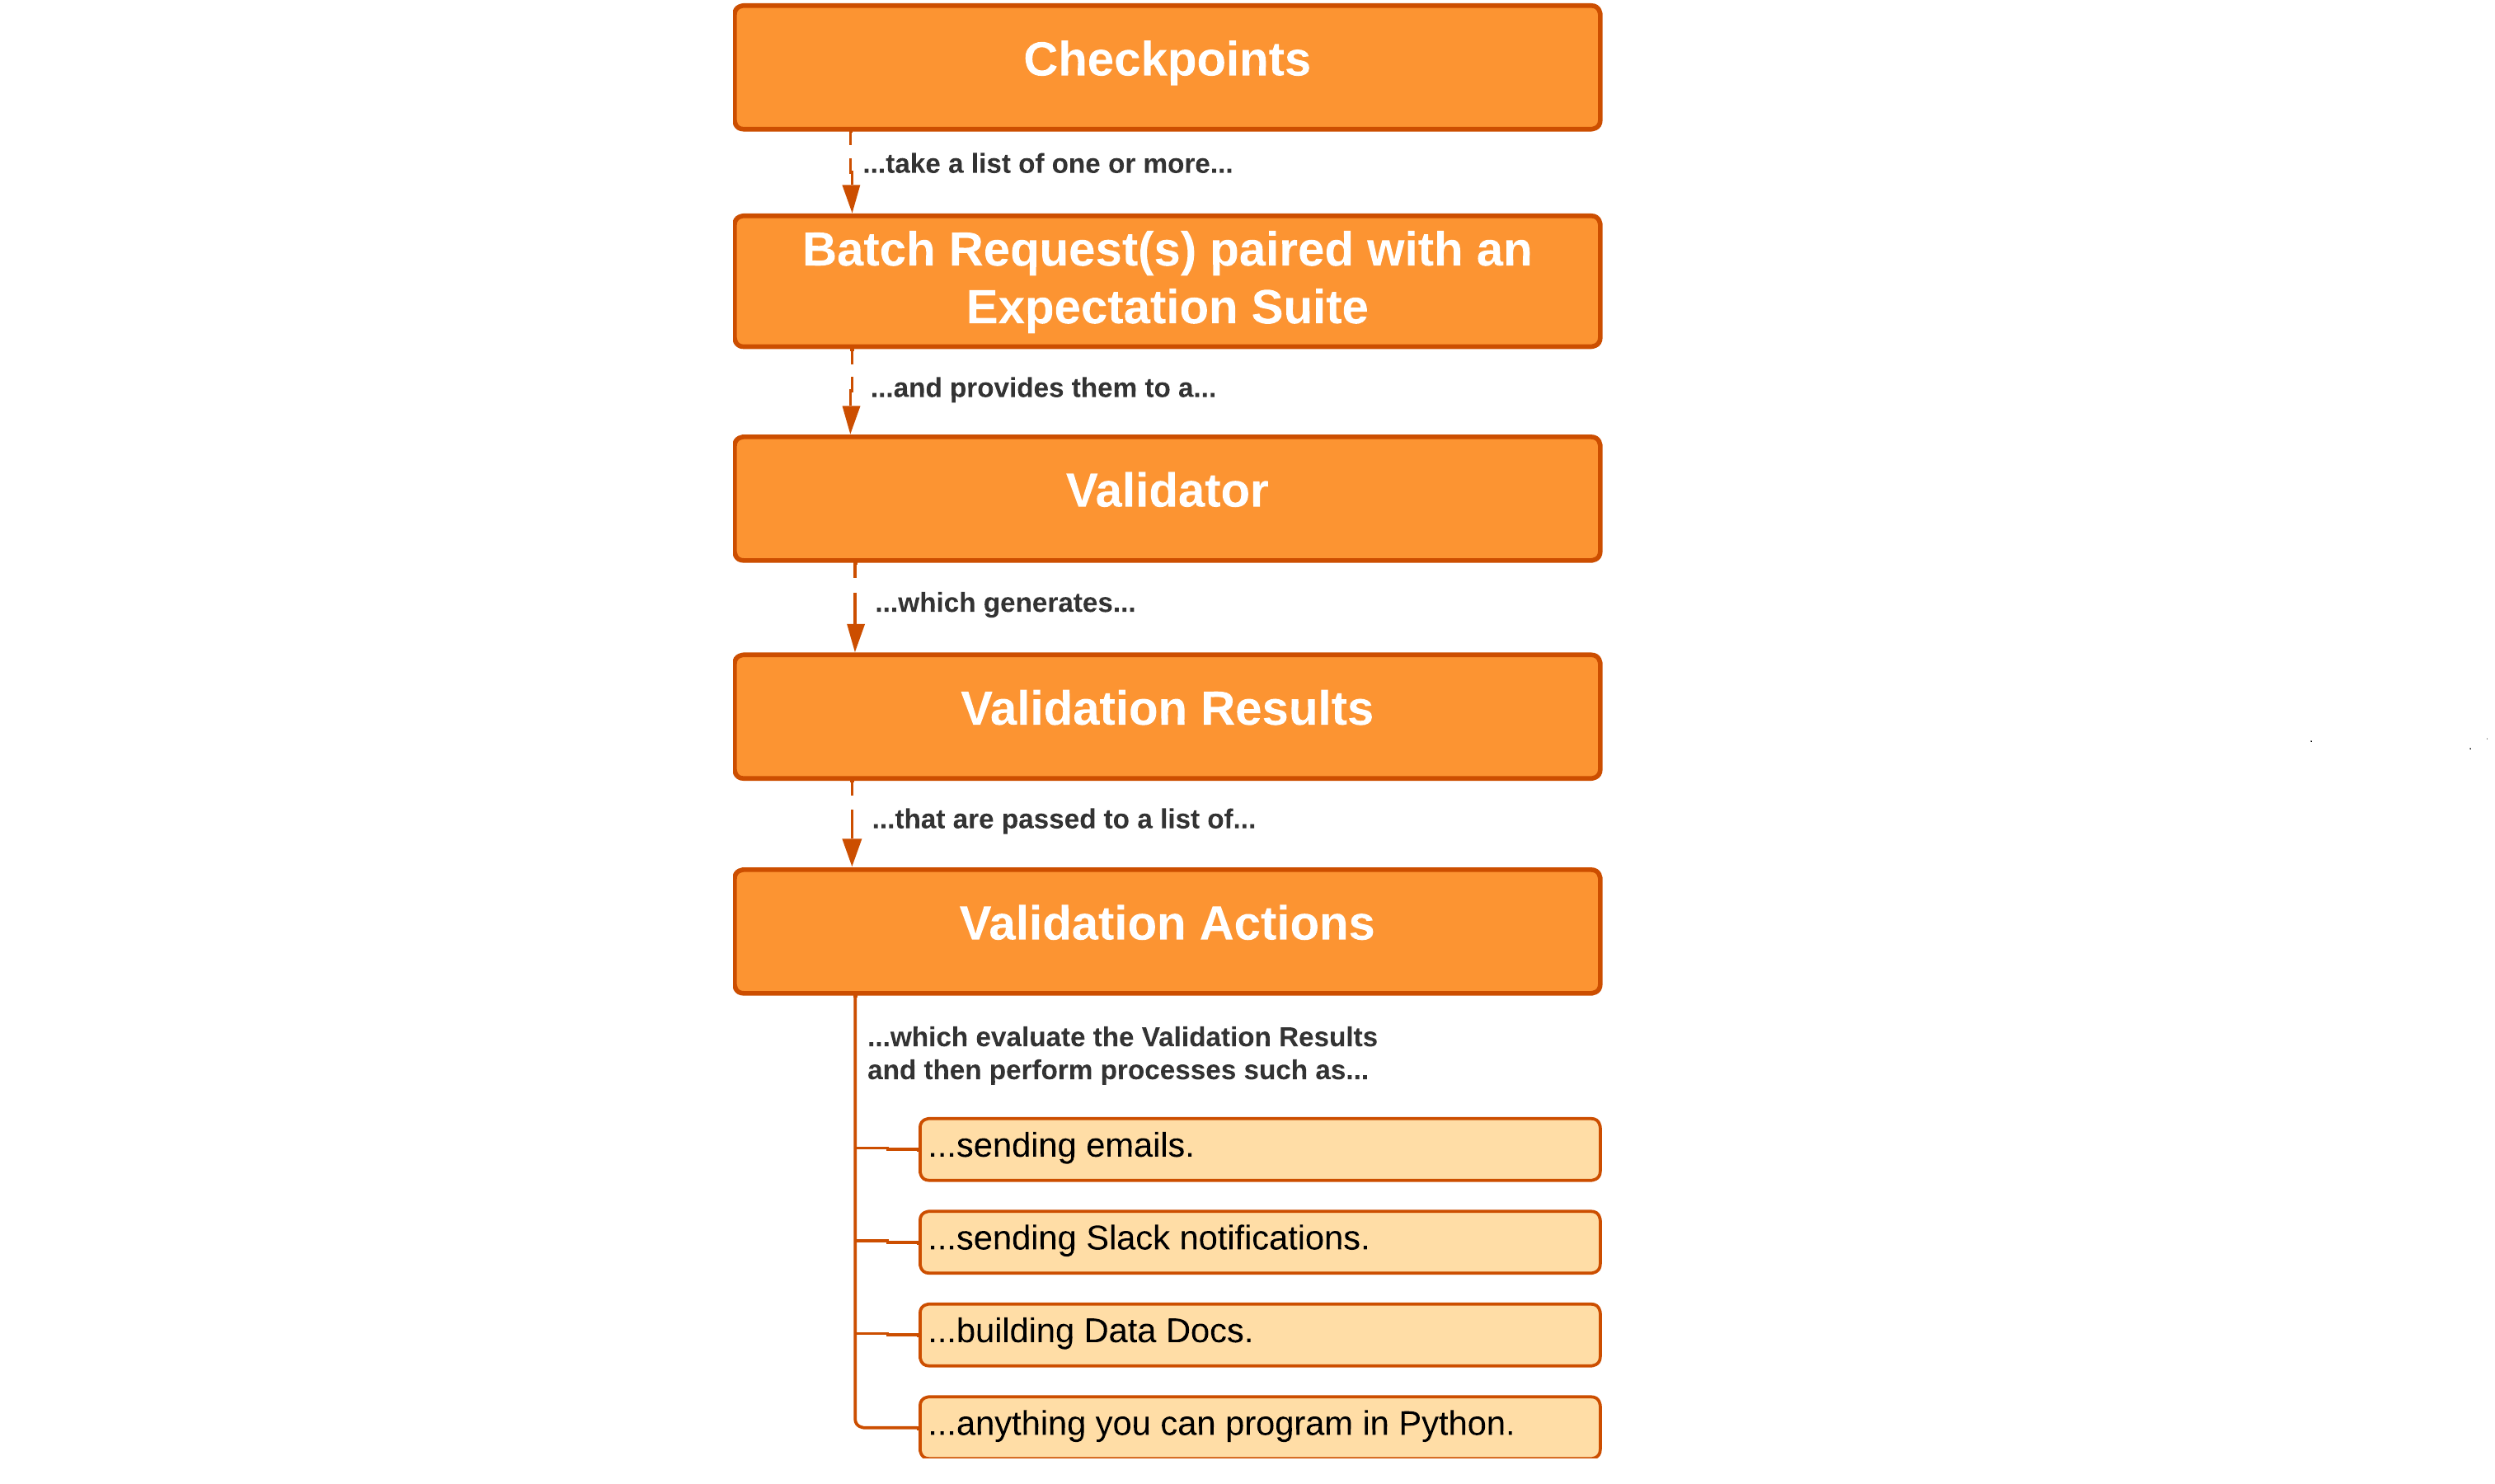 Checkpoints
...take a list of one or more...
Batch Request(s) paired with an
Expectation Suite
...and provides them to a...
Validator
...which generates...
Validation Results
...that are passed to a list of...
Validation Actions
...which evaluate the Validation Results
and then perform processes such as...
...sending emails.
...sending Slack notifications.
...building Data Docs.
...anything you can program in Python.